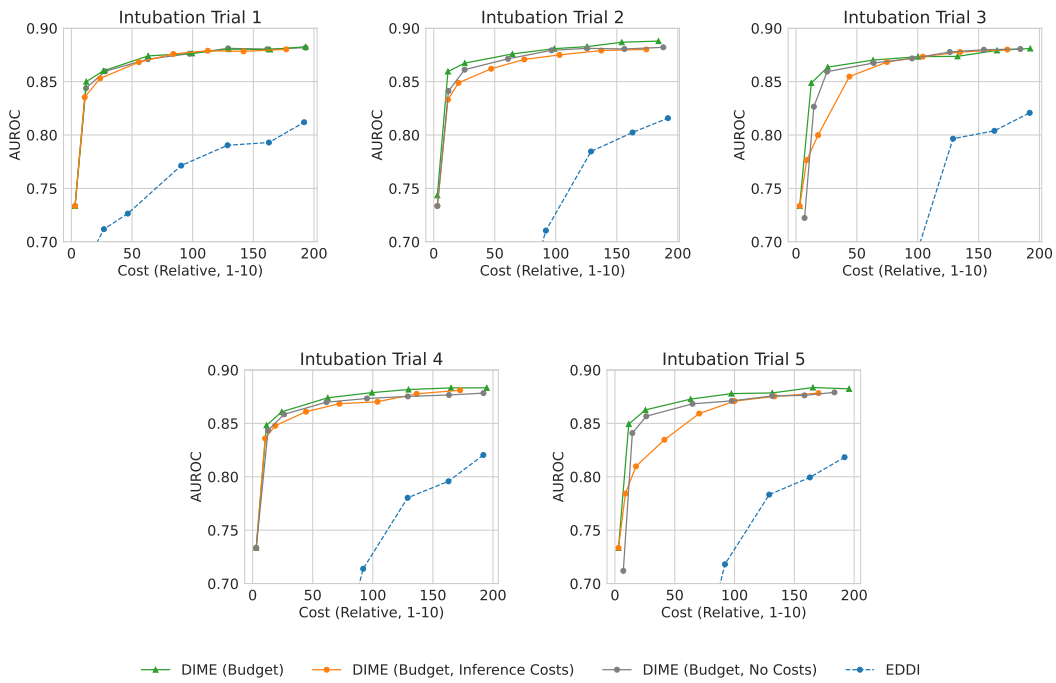 Intubation Trial 1
0.90
0.85
0.80
0.75
0.70
AUROC
0 50 100 150 200
Cost (Relative, 1-10)
Intubation Trial 2
0.90
0.85
0.80
0.75
0.70
AUROC
0 50 100 150 200
Cost (Relative, 1-10)
Intubation Trial 3
0.90
0.85
0.80
0.75
0.70
AUROC
0 50 100 150 200
Cost (Relative, 1-10)
Intubation Trial 4
0.90
0.85
0.80
0.75
0.70
AUROC
0 50 100 150 200
Cost (Relative, 1-10)
Intubation Trial 5
0.90
0.85
0.80
0.75
0.70
AUROC
0 50 100 150 200
Cost (Relative, 1-10)
DIME (Budget) DIME (Budget, Inference Costs) DIME (Budget, No Costs) EDDI